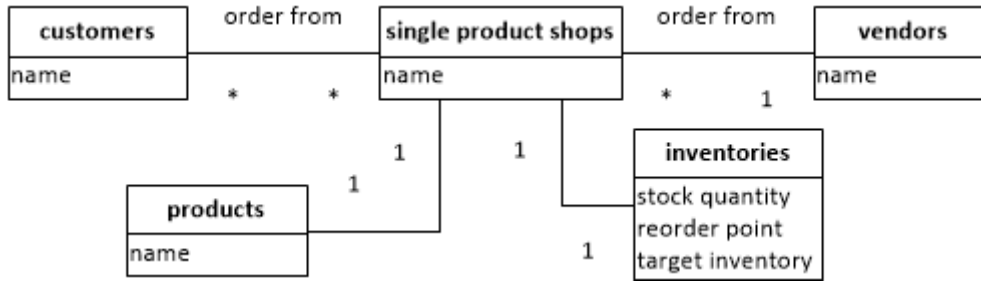 order from
order from
customers
single product shops
vendors
name
name
name
*
*
*
1
1
1
inventories
1
stock quantity
products
reorder point
name
1
target inventory